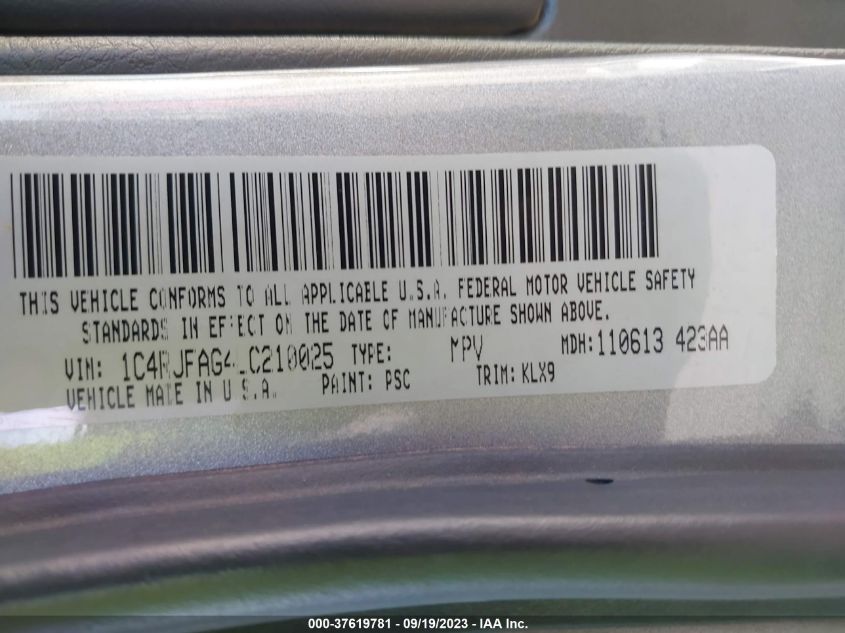 THIS VEHICLE CONFORMS TO ALL APPLICABLE U.S.A. FEDERAL MOTOR VEHICLE SAFETY
STANDARDS IN EFFECT ON THE DATE OF MANUFACTURE SHOWN ABOVE.
VIN: 1C4RJFAG4CC210025 TYPE: MPV MDH:110613 423AA
VEHICLE MADE IN U.S.A. PAINT: PSC TRIM: KLX9
000-37619781 - 09/19/2023 - IAA Inc.